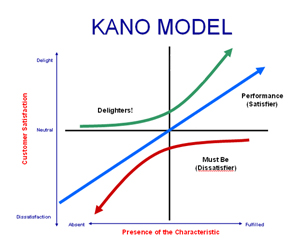 KANO MODEL
Delight
Delighters!
Performance
(Satisfier)
Customer Satisfaction
Neutral
Must Be
(Dissatisfier)
Dissatisfaction
Absent
Fulfilled
Presence of the Characteristic